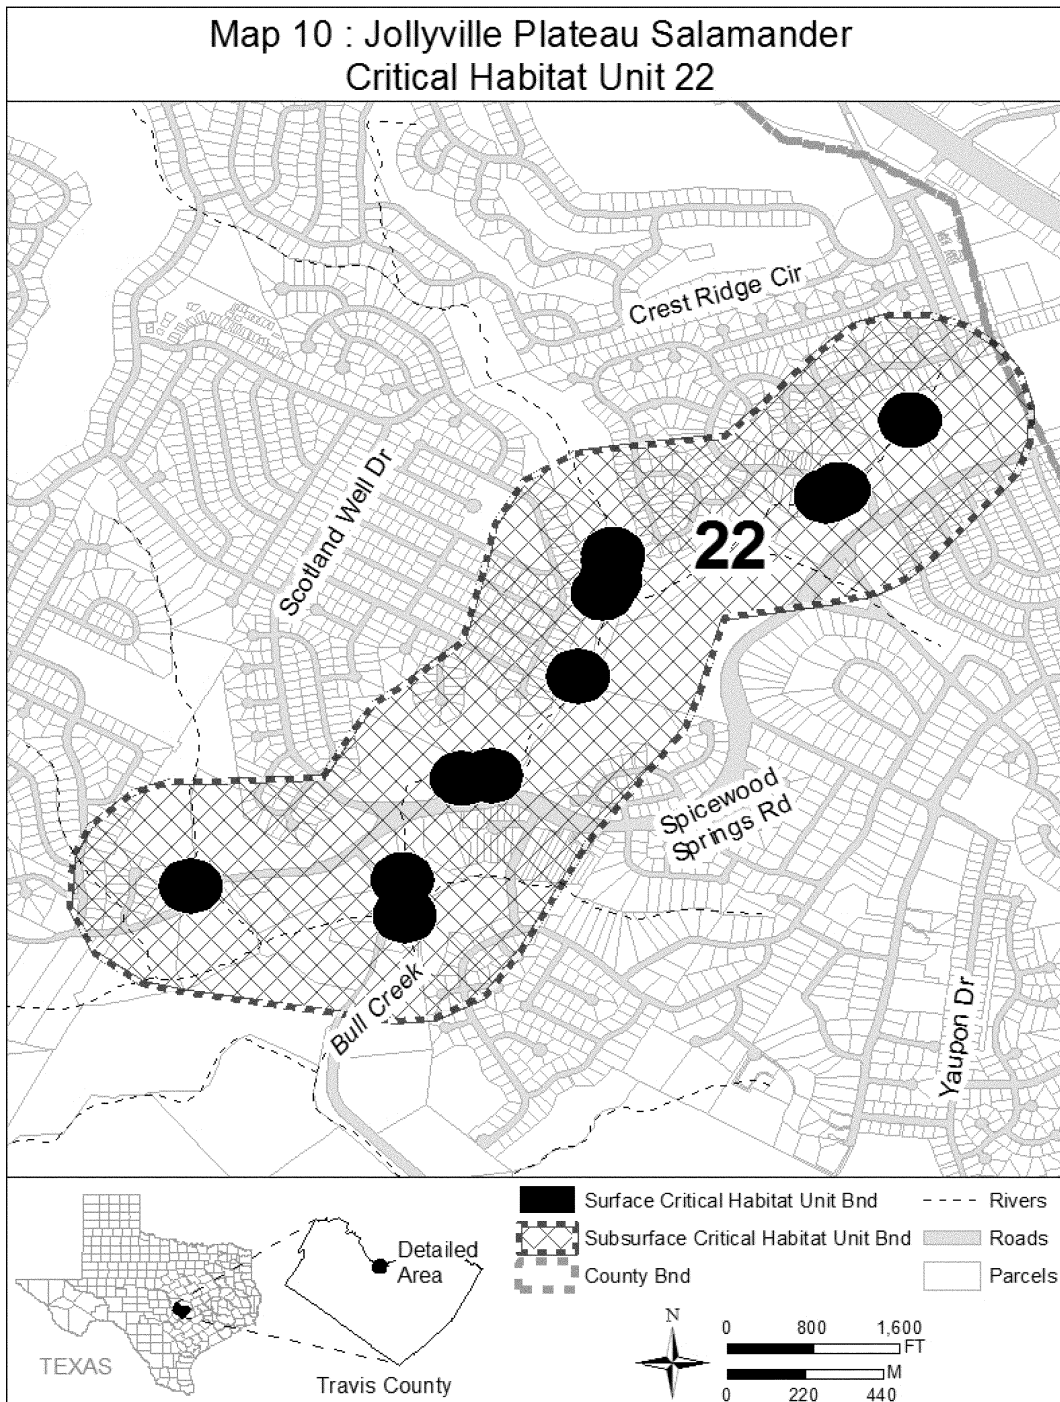 Map 10 : Jollyville Plateau Salamander
Critical Habitat Unit 22
Crest Ridge Cir
Scotland Well Dr
22
Spicewood
Springs Rd
Bull Creek
Yaupon Dr
Surface Critical Habitat Unit Bnd
Subsurface Critical Habitat Unit Bnd
County Bnd
Rivers
Roads
Parcels
TEXAS
Detailed
Area
Travis County
N
0 800 1,600
FT
M
0 220 440